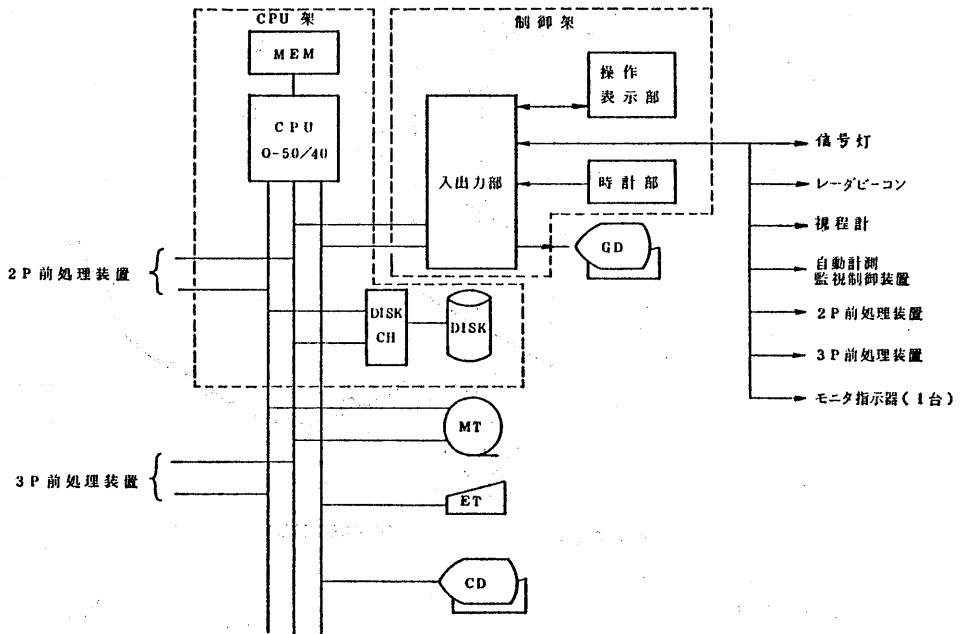 CPU架
制御架
MEM
操作
表示部
CPU
O-50/40
入出力部
信号灯
時計部
レーダビーコン
視程計
GD
2P前処理装置
自動計測
監視制御装置
DISK
CH
DISK
2P前処理装置
3P前処理装置
モニタ指示器(1台)
MT
3P前処理装置
ET
CD